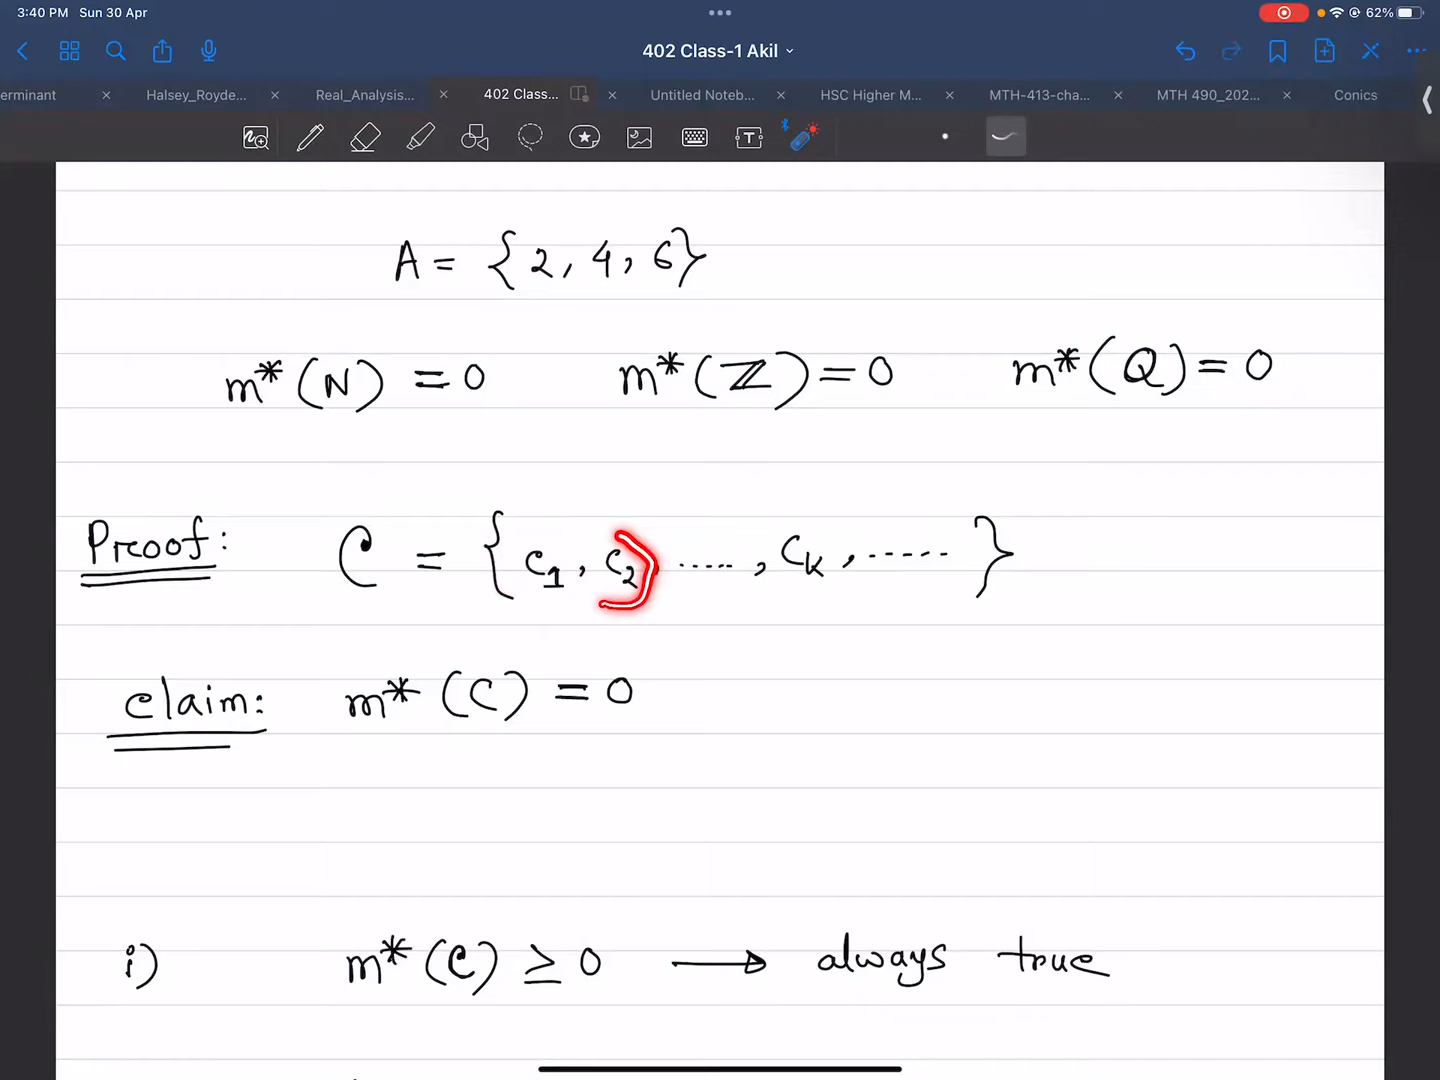 3:40 PM Sun 30 Apr
62%
402 Class-1 Akil
erminant
Halsey_Royde...
Real_Analysis...
402 Class...
Untitled Noteb...
HSC Higher M...
MTH-413-cha...
MTH 490_202...
Conics
A = {2, 4, 6}
m*(N) = 0 m*(ℤ) = 0 m*(Q) = 0
Proof: C = {c₁, c₂ ....., cₖ, .....}
Claim: m*(C) = 0
i) m*(C) ≥ 0 → always true